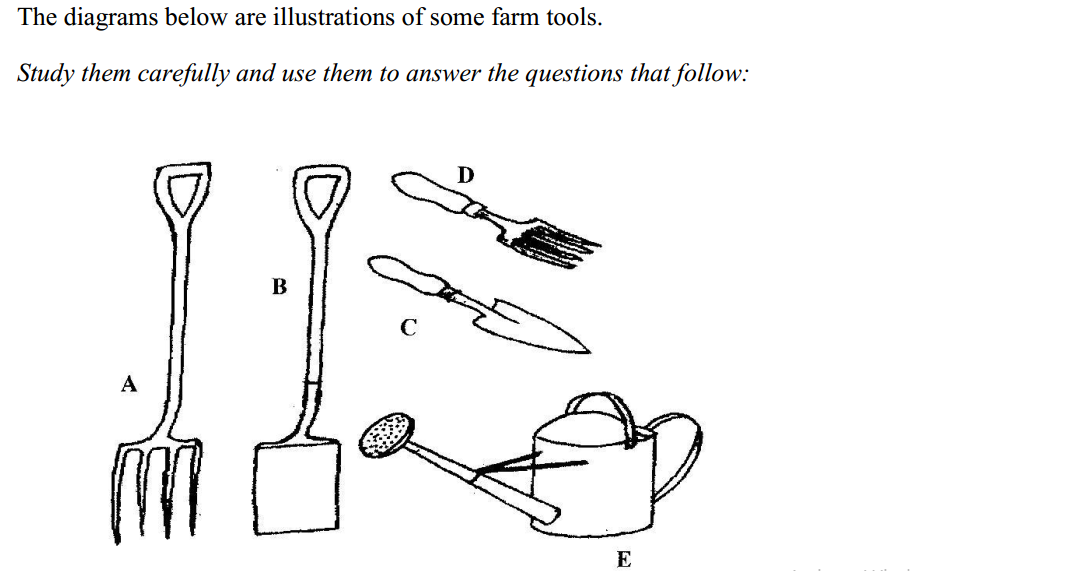 The diagrams below are illustrations of some farm tools.
Study them carefully and use them to answer the questions that follow:
D
B
C
A
E